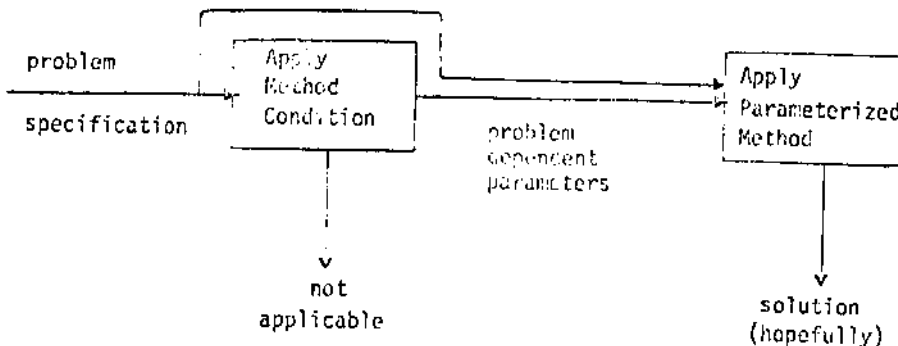 problem
specification
Apply
Method
Condition
not
applicable
problem
dependent
parameters
Apply
Parameterized
Method
solution
(hopefully)